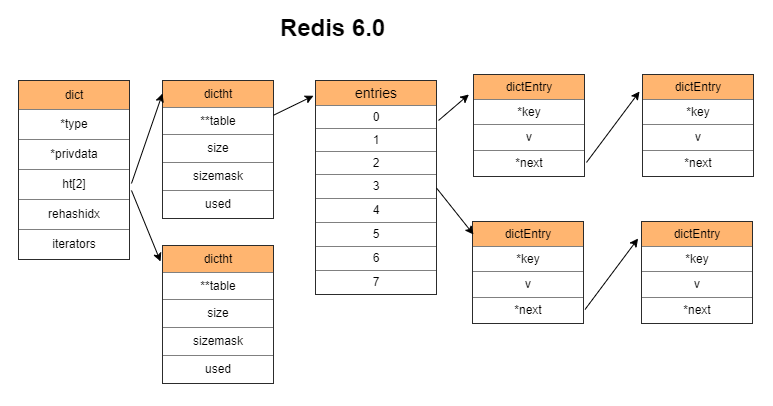 Redis 6.0
dict
*type
*privdata
ht[2]
rehashidx
iterators
dictht
**table
size
sizemask
used
dictht
**table
size
sizemask
used
entries
0
1
2
3
4
5
6
7
dictEntry
*key
v
*next
dictEntry
*key
v
*next
dictEntry
*key
v
*next
dictEntry
*key
v
*next